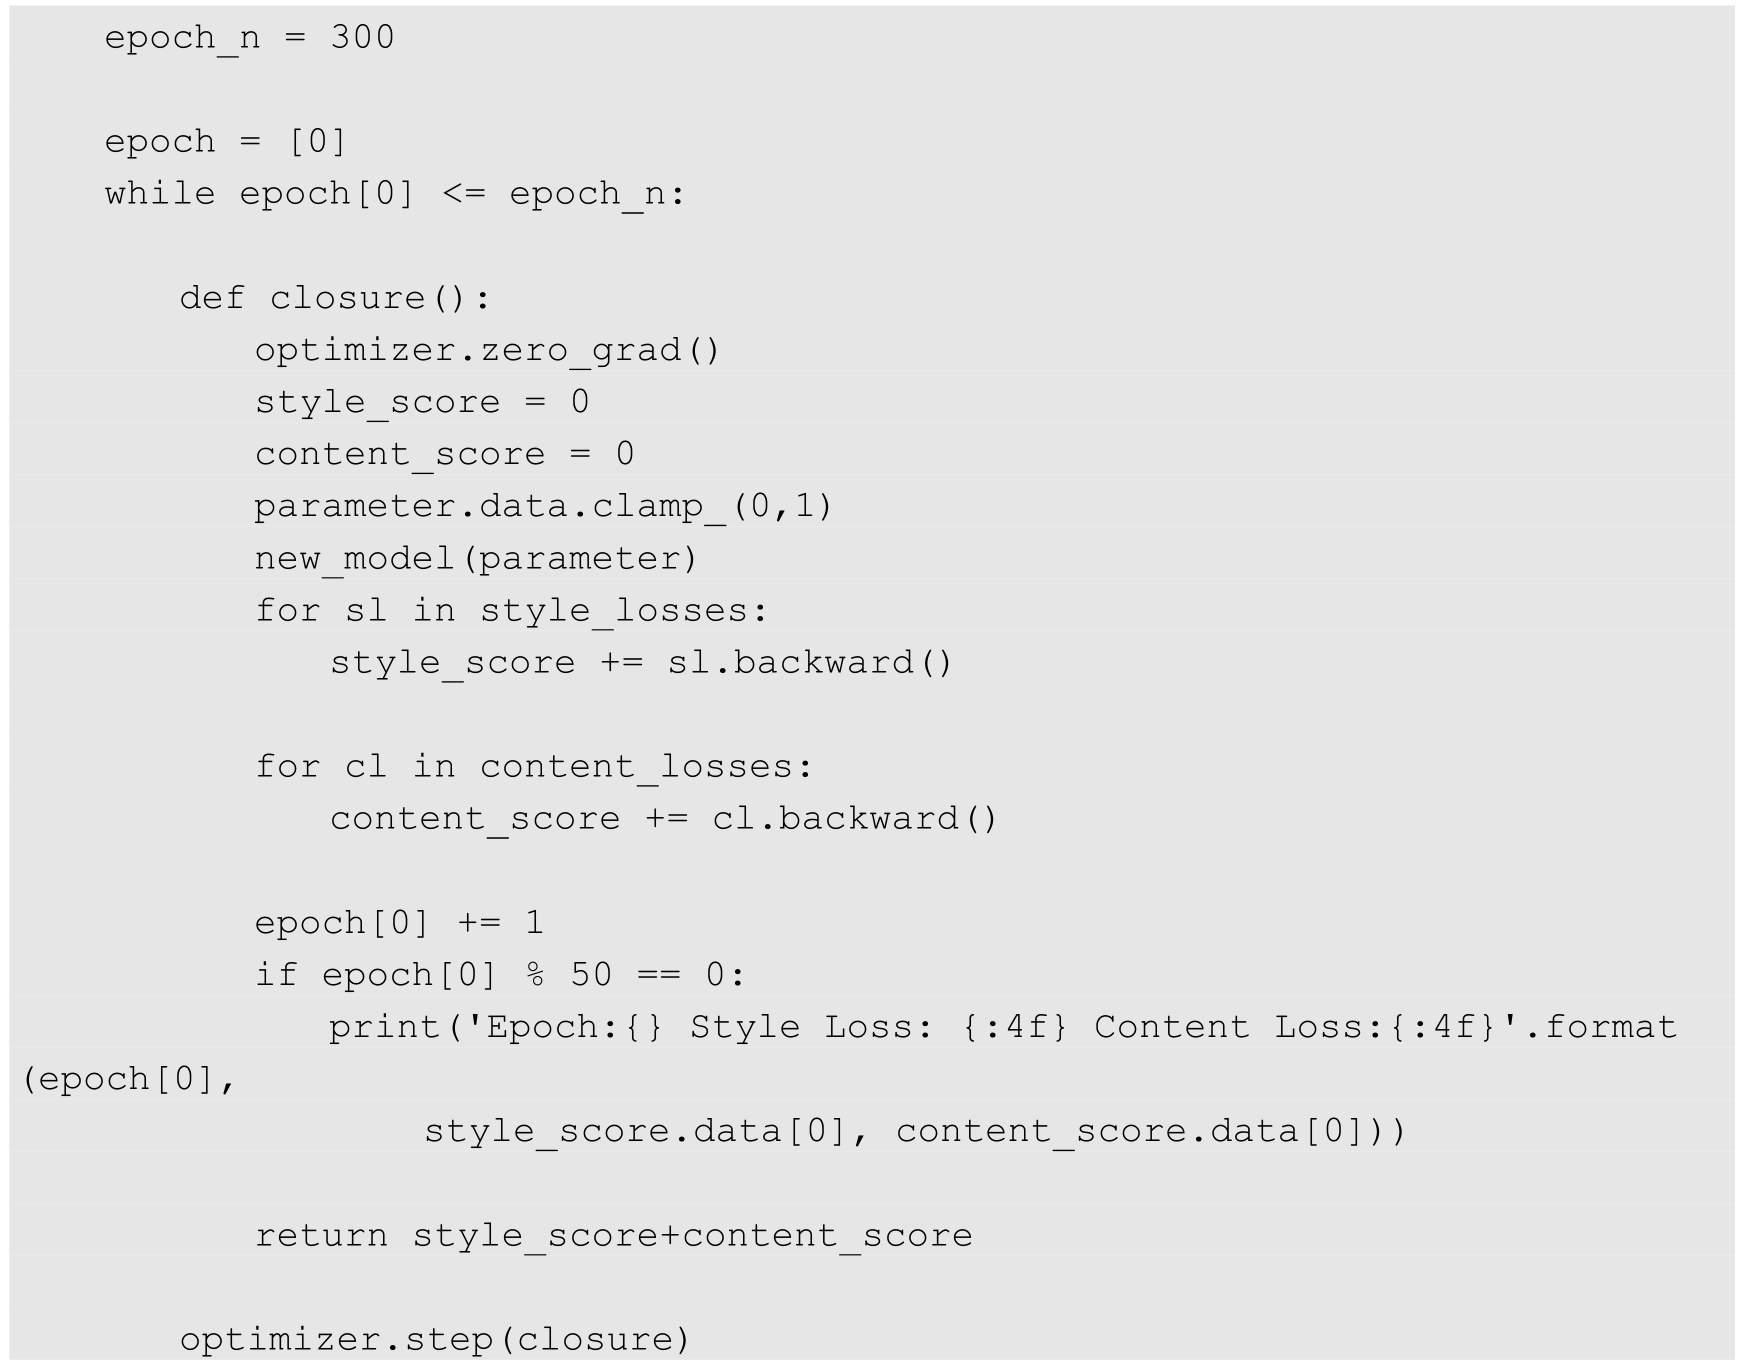 epoch_n = 300
epoch = [0]
while epoch[0] <= epoch_n:
def closure():
optimizer.zero_grad()
style_score = 0
content_score = 0
parameter.data.clamp_(0,1)
new_model(parameter)
for sl in style_losses:
style_score += sl.backward()
for cl in content_losses:
content_score += cl.backward()
epoch[0] += 1
if epoch[0] % 50 == 0:
print('Epoch:{} Style Loss: {:4f} Content Loss:{:4f}'.format
(epoch[0],
style_score.data[0], content_score.data[0]))
return style_score+content_score
optimizer.step(closure)